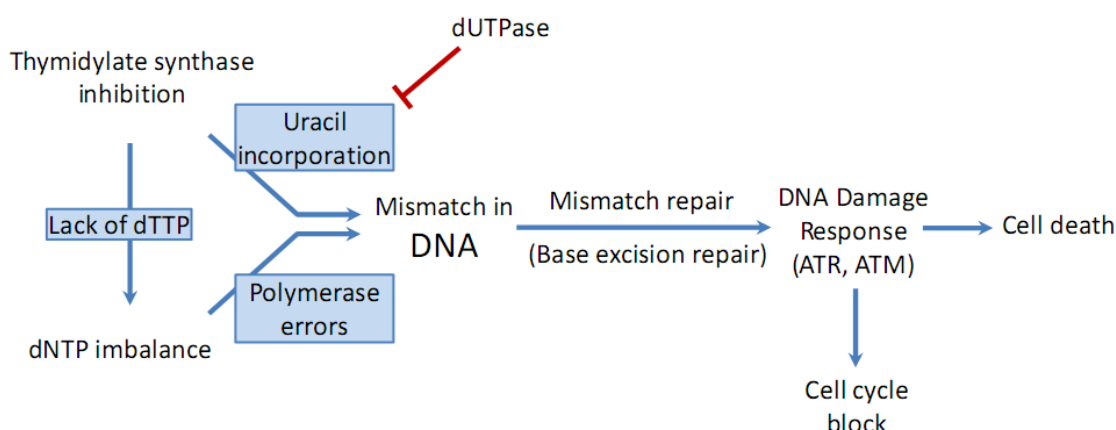 dUTPase
Thymidylate synthase
inhibition
Uracil
incorporation
Lack of dTTP
Mismatch in
DNA
Mismatch repair
(Base excision repair)
DNA Damage
Response
(ATR, ATM)
Cell death
Polymerase
errors
dNTP imbalance
Cell cycle
block